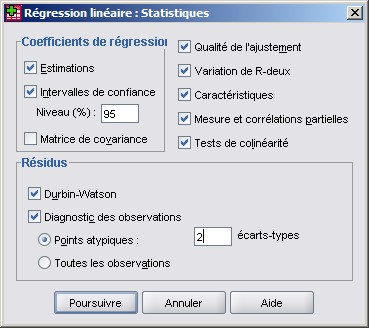 Régression linéaire : Statistiques
Coefficients de régression
Estimations
Intervalles de confiance
Niveau (%) : 95
Matrice de covariance
Qualité de l'ajustement
Variation de R-deux
Caractéristiques
Mesure et corrélations partielles
Tests de colinéarité
Résidus
Durbin-Watson
Diagnostic des observations
Points atypiques : 2 écarts-types
Toutes les observations
Poursuivre Annuler Aide